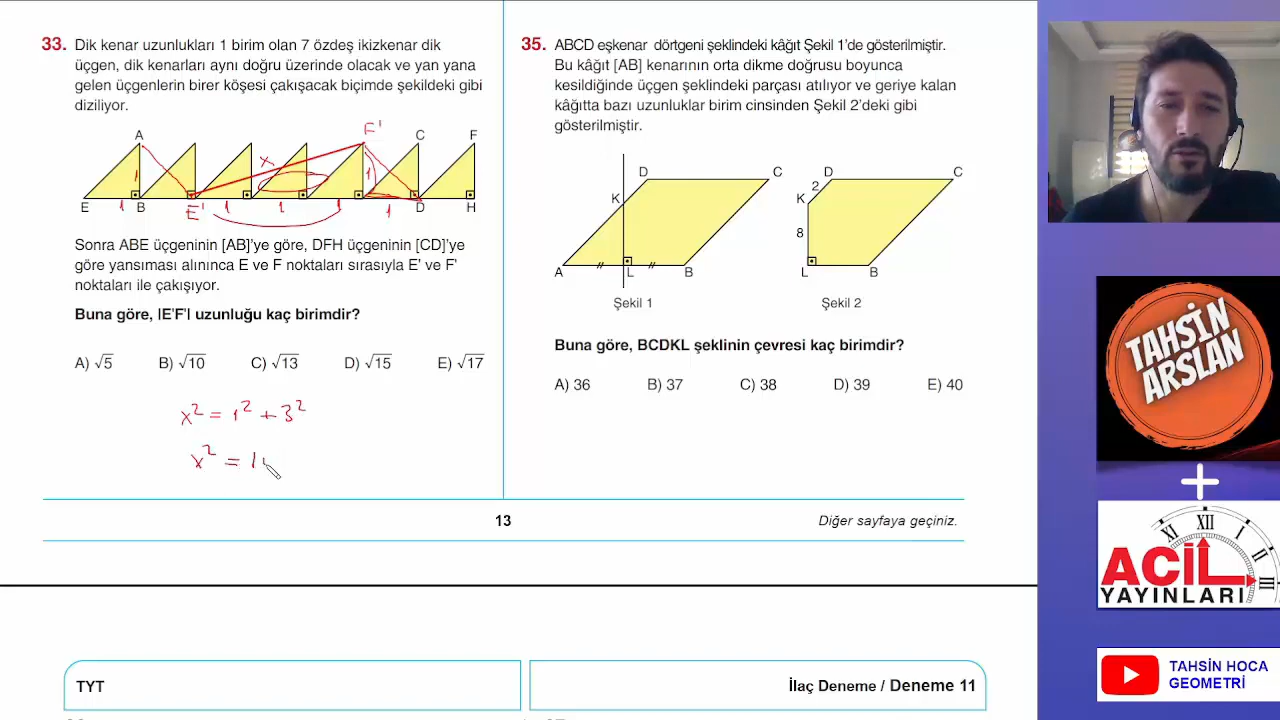 33. Dik kenar uzunlukları 1 birim olan 7 özdeş ikizkenar dik
üçgen, dik kenarları aynı doğru üzerinde olacak ve yan yana
gelen üçgenlerin birer köşesi çakışacak biçimde şekildeki gibi
diziliyor.
F'
A C F
x
1 1
E 1 B E' 1 1 1 1 D H
Sonra ABE üçgeninin [AB]'ye göre, DFH üçgeninin [CD]'ye
göre yansıması alınınca E ve F noktaları sırasıyla E' ve F'
noktaları ile çakışıyor.
Buna göre, |E'F'| uzunluğu kaç birimdir?
A) √5 B) √10 C) √13 D) √15 E) √17
x² = 1² + 3²
x² = 1
35. ABCD eşkenar dörtgeni şeklindeki kâğıt Şekil 1'de gösterilmiştir.
Bu kâğıt [AB] kenarının orta dikme doğrusu boyunca
kesildiğinde üçgen şeklindeki parçası atılıyor ve geriye kalan
kâğıtta bazı uzunluklar birim cinsinden Şekil 2'deki gibi
gösterilmiştir.
D C D C
K K 2
8
A L B L B
Şekil 1 Şekil 2
Buna göre, BCDKL şeklinin çevresi kaç birimdir?
A) 36 B) 37 C) 38 D) 39 E) 40
13
Diğer sayfaya geçiniz.
TYT
İlaç Deneme / Deneme 11
TAHSİN
ARSLAN
+
XI XII I II III
ACİL
YAYINLARI
TAHSİN HOCA
GEOMETRİ